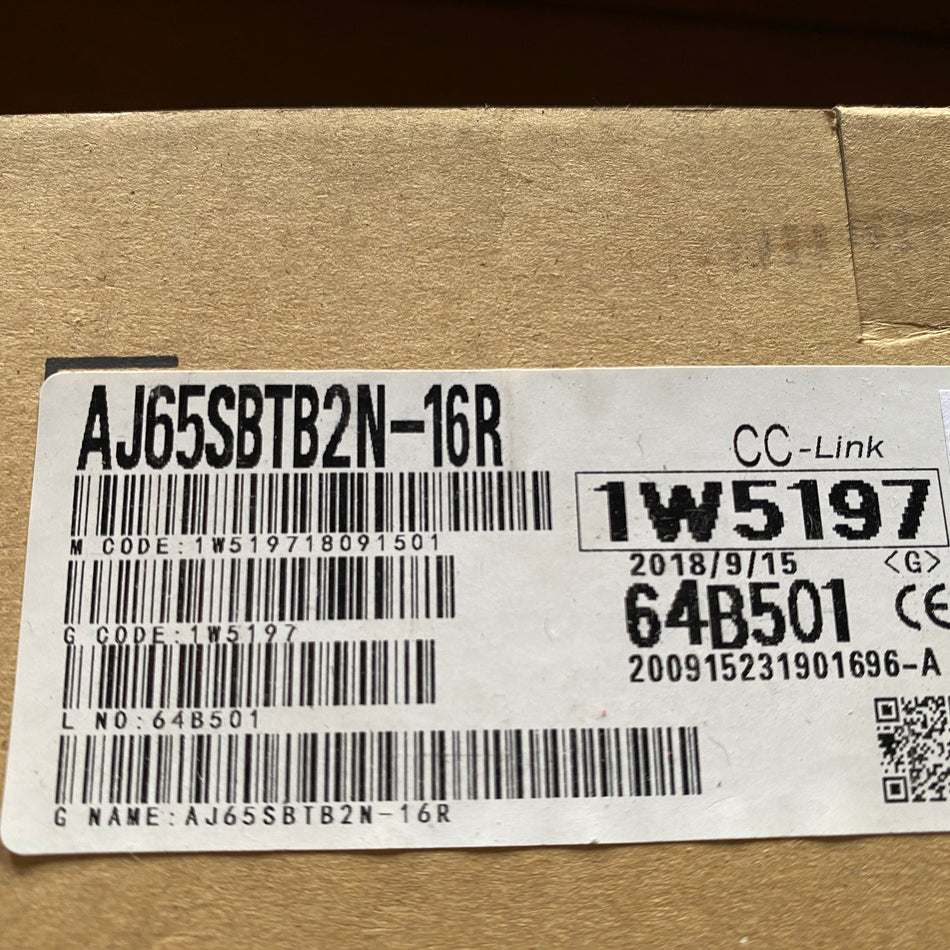 AJ65SBTB2N-16R
CC-Link
M CODE:1W519718091501
1W5197
2018/9/15 <G>
G CODE:1W5197
64B501 CE
L NO:64B501
200915231901696-A
G NAME:AJ65SBTB2N-16R